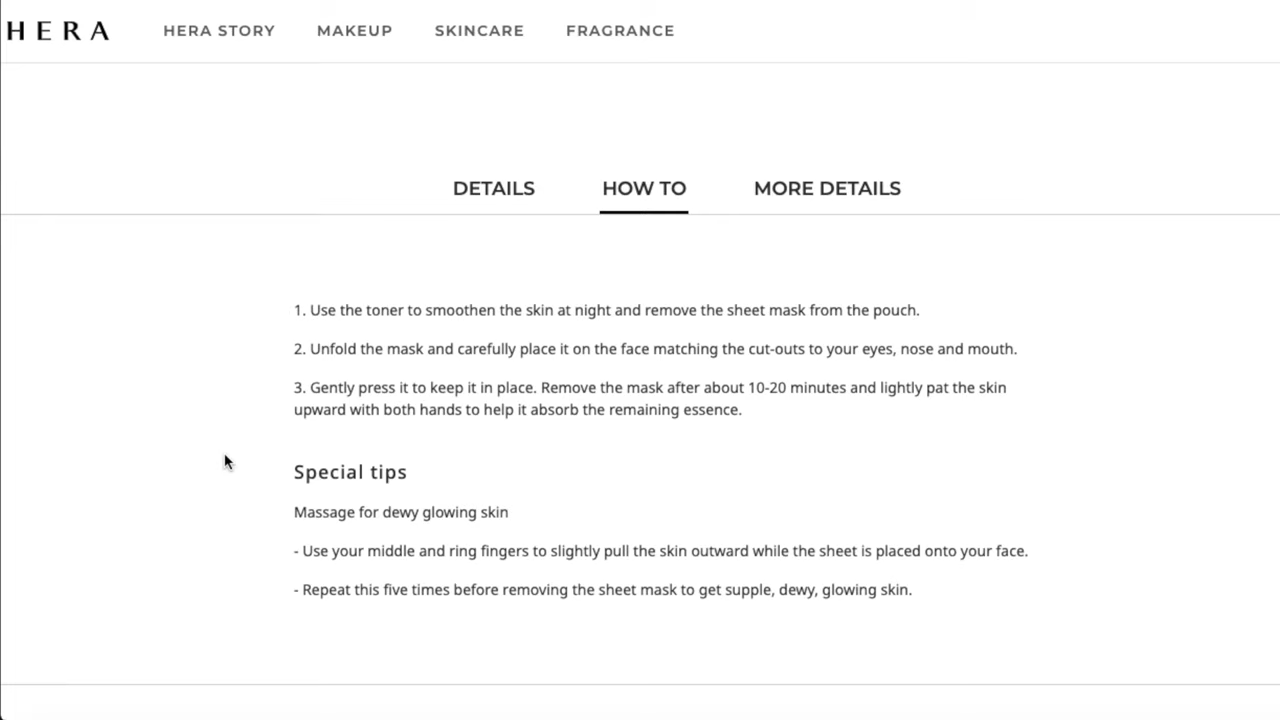 HERA
HERA STORY MAKEUP SKINCARE FRAGRANCE
DETAILS HOW TO MORE DETAILS
1. Use the toner to smoothen the skin at night and remove the sheet mask from the pouch.
2. Unfold the mask and carefully place it on the face matching the cut-outs to your eyes, nose and mouth.
3. Gently press it to keep it in place. Remove the mask after about 10-20 minutes and lightly pat the skin
upward with both hands to help it absorb the remaining essence.
Special tips
Massage for dewy glowing skin
- Use your middle and ring fingers to slightly pull the skin outward while the sheet is placed onto your face.
- Repeat this five times before removing the sheet mask to get supple, dewy, glowing skin.